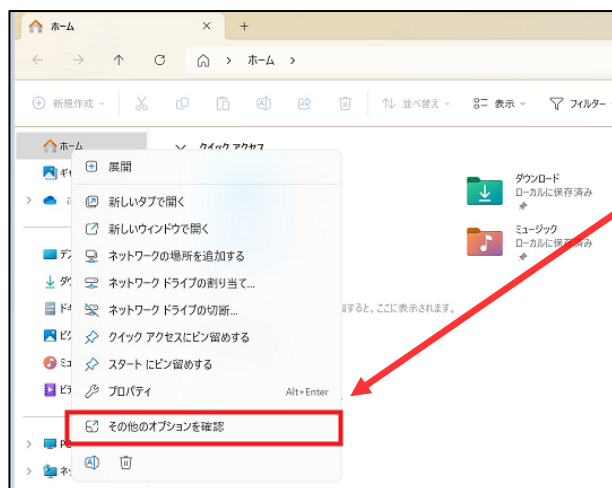 ホーム
ホーム
新規作成
並べ替え
表示
フィルター
ホーム
クイック アクセス
展開
新しいタブで開く
新しいウィンドウで開く
ネットワークの場所を追加する
ネットワーク ドライブの割り当て...
ネットワーク ドライブの切断...
クイック アクセスにピン留めする
スタート にピン留めする
プロパティ
Alt+Enter
その他のオプションを確認
ダウンロード
ローカルに保存済み
ミュージック
ローカルに保存済み
ると、ここに表示されます。